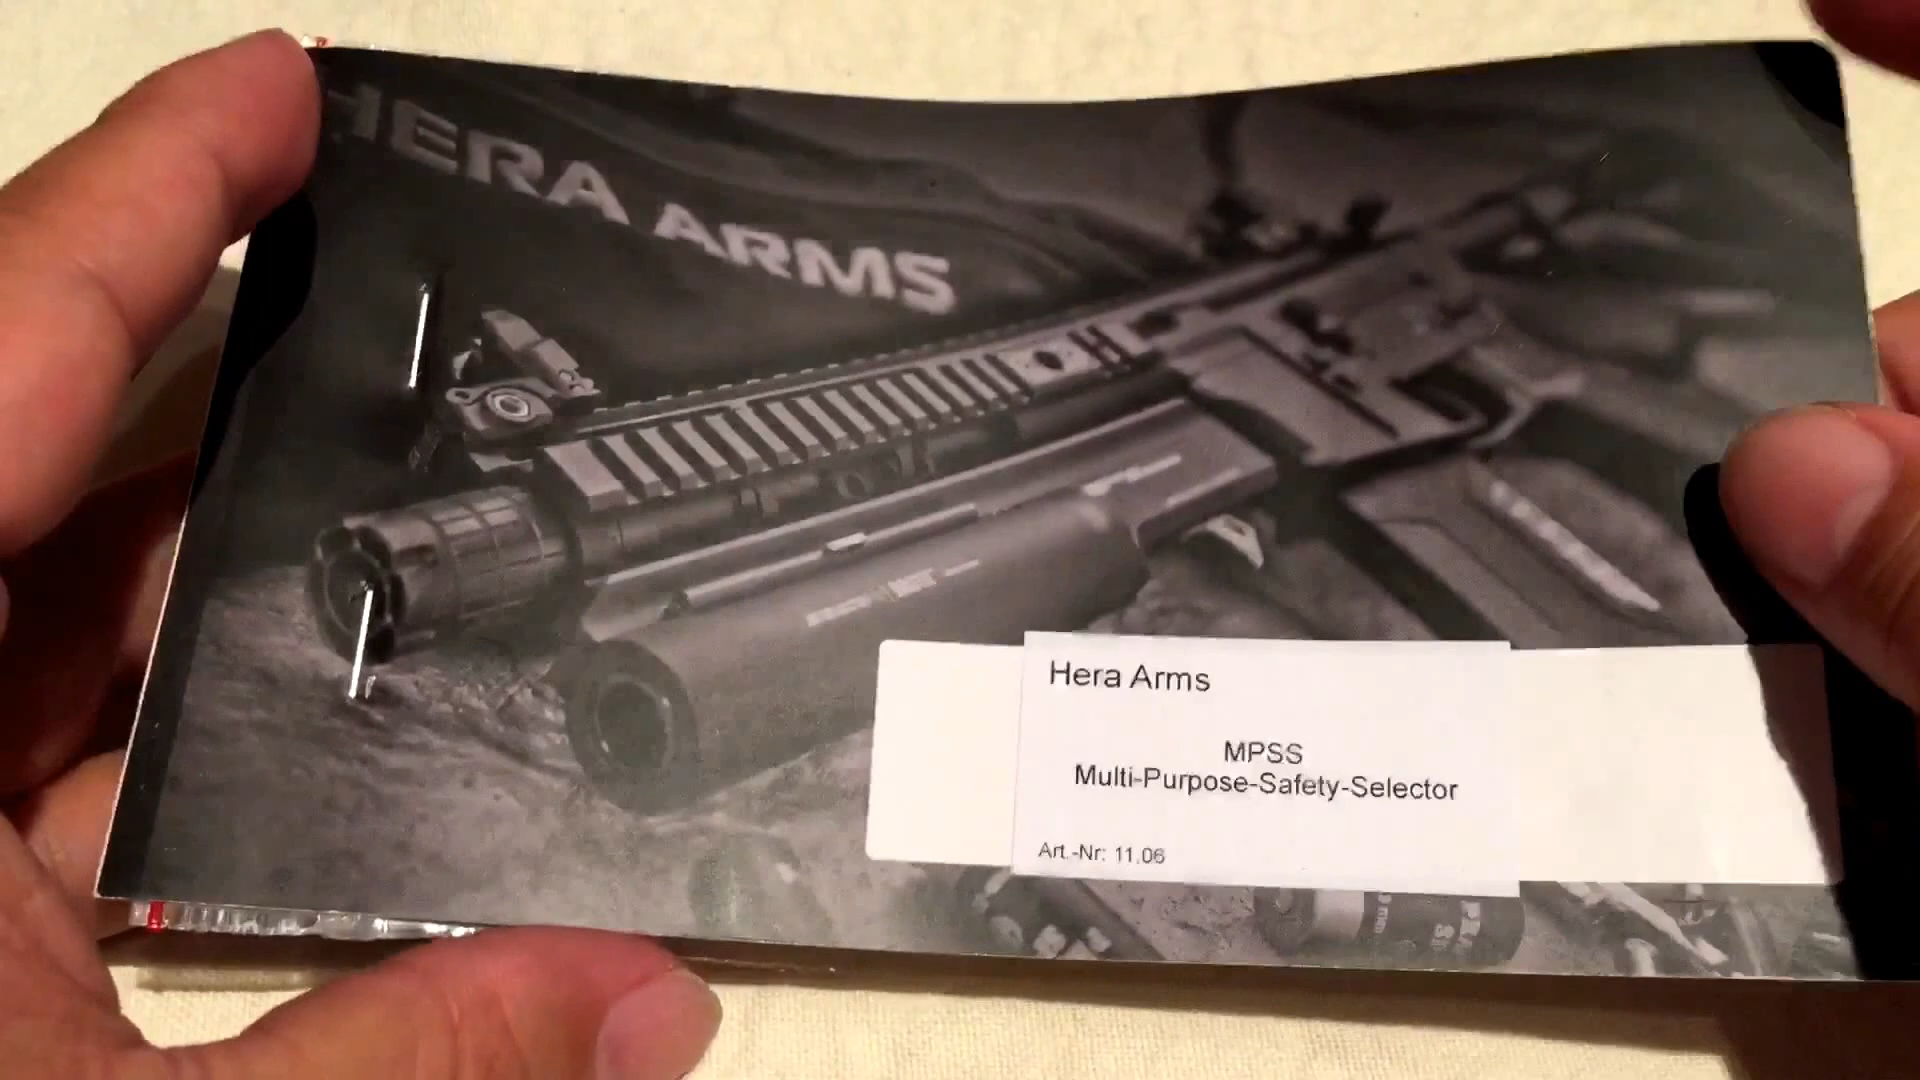 HERA ARMS
Hera Arms
MPSS
Multi-Purpose-Safety-Selector
Art.-Nr: 11.06